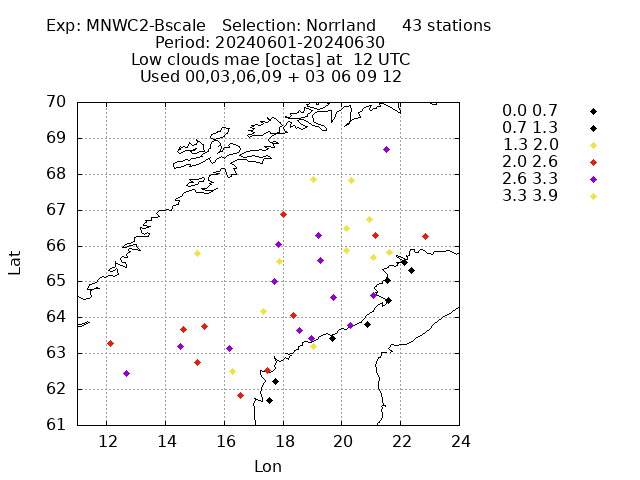 Exp: MNWC2-Bscale   Selection: Norrland     43 stations
Period: 20240601-20240630
Low clouds mae [octas] at  12 UTC
Used 00,03,06,09 + 03 06 09 12
0.0 0.7
0.7 1.3
1.3 2.0
2.0 2.6
2.6 3.3
3.3 3.9
70
69
68
67
66
65
64
63
62
61
Lat
12 14 16 18 20 22 24
Lon